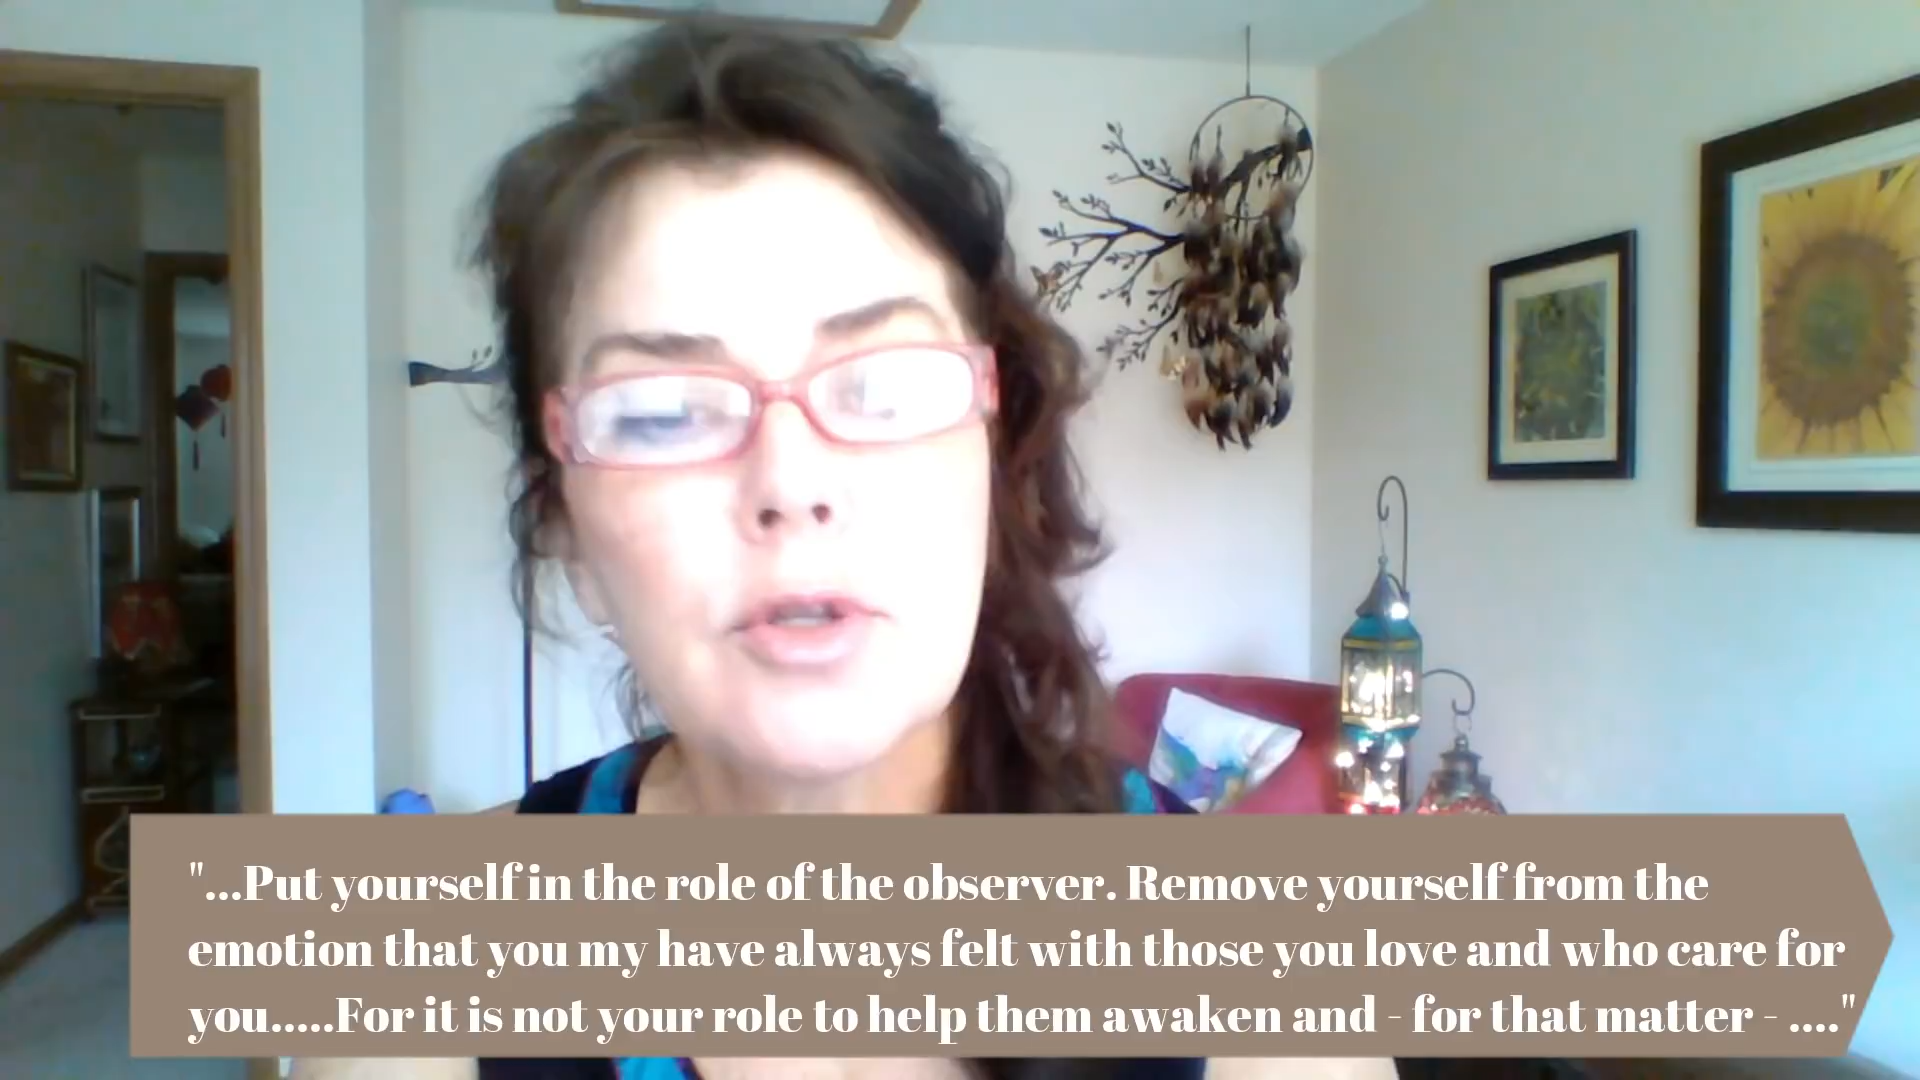 "...Put yourself in the role of the observer. Remove yourself from the
emotion that you my have always felt with those you love and who care for
you.....For it is not your role to help them awaken and - for that matter - ...."